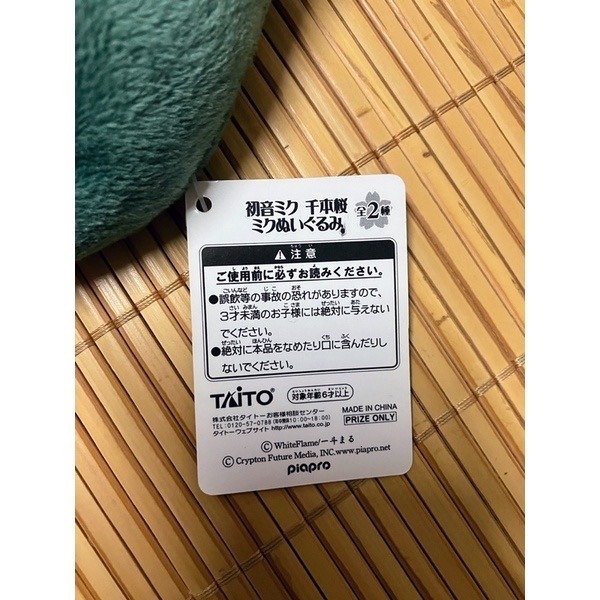 初音ミク 千本桜
ミクぬいぐるみ
全2種
注意
ご使用前に必ずお読みください。
●誤飲等の事故の恐れがありますので、
3才未満のお子様には絶対に与えない
でください。
●絶対に本品をなめたり口に含んだりし
ないでください。
TAITO®
対象年齢6才以上
株式会社タイトーお客様相談センター
TEL:0120-57-0788
10:00~18:00)
タイトーウェブサイト http://www.taito.co.jp
MADE IN CHINA
PRIZE ONLY
© WhiteFlame/一斗まる
© Crypton Future Media, INC.www.piapro.net
piapro